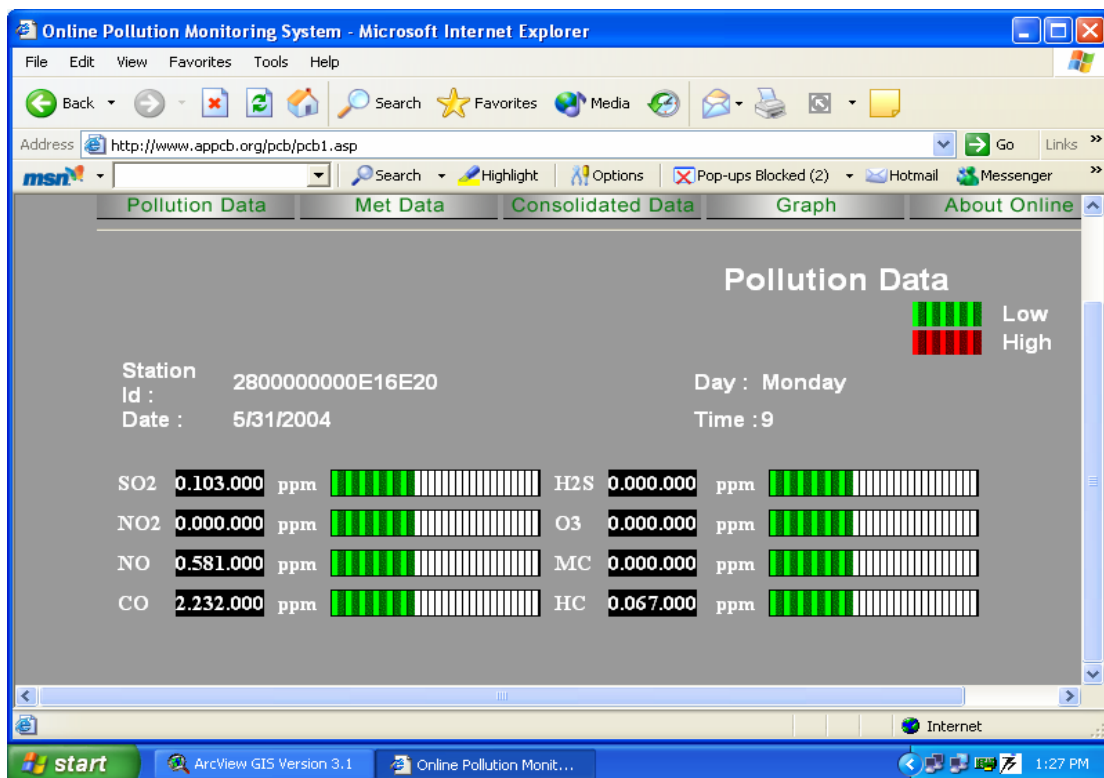 Online Pollution Monitoring System - Microsoft Internet Explorer
File Edit View Favorites Tools Help
Back Search Favorites Media
Address http://www.appcb.org/pcb/pcb1.asp Go Links »
msn Search Highlight Options Pop-ups Blocked (2) Hotmail Messenger »
Pollution Data Met Data Consolidated Data Graph About Online
Pollution Data
Low
High
Station Id : 2800000000E16E20 Day : Monday
Date : 5/31/2004 Time : 9
SO2 0.103.000 ppm H2S 0.000.000 ppm
NO2 0.000.000 ppm O3 0.000.000 ppm
NO 0.581.000 ppm MC 0.000.000 ppm
CO 2.232.000 ppm HC 0.067.000 ppm
Internet
start ArcView GIS Version 3.1 Online Pollution Monit... 1:27 PM